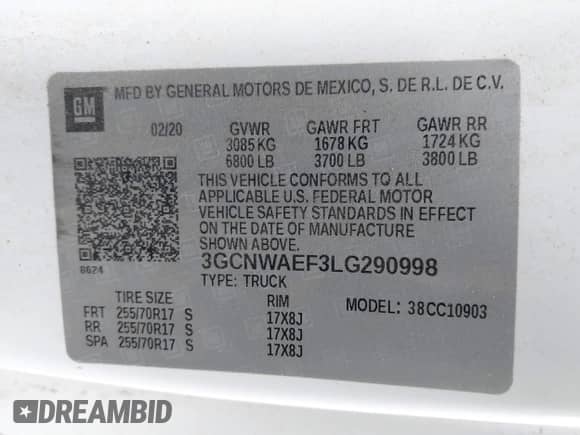 GM
MFD BY GENERAL MOTORS DE MEXICO, S. DE R.L. DE C.V.
02/20 GVWR GAWR FRT GAWR RR
3085 KG 1678 KG 1724 KG
6800 LB 3700 LB 3800 LB
THIS VEHICLE CONFORMS TO ALL
APPLICABLE U.S. FEDERAL MOTOR
VEHICLE SAFETY STANDARDS IN EFFECT
ON THE DATE OF MANUFACTURE
SHOWN ABOVE.
8624
3GCNWAEF3LG290998
TYPE: TRUCK
TIRE SIZE RIM MODEL: 38CC10903
FRT 255/70R17 S 17X8J
RR 255/70R17 S 17X8J
SPA 255/70R17 S 17X8J
DREAMBID